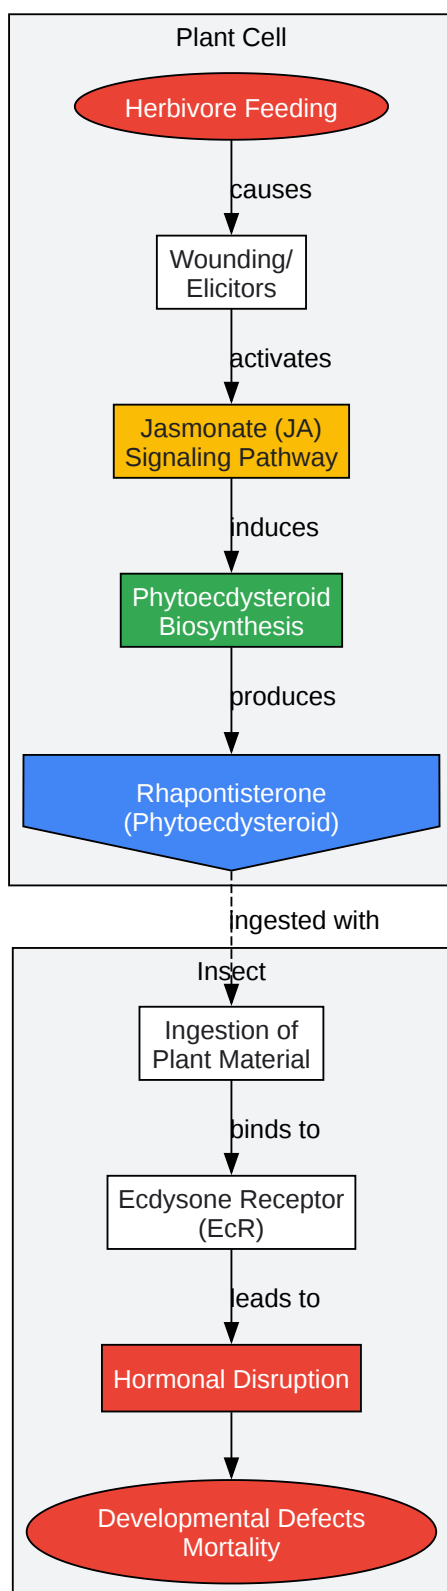 Plant Cell
Herbivore Feeding
causes
Wounding/
Elicitors
activates
Jasmonate (JA)
Signaling Pathway
induces
Phytoecdysteroid
Biosynthesis
produces
Rhapontisterone
(Phytoecdysteroid)
ingested with
Insect
Ingestion of
Plant Material
binds to
Ecdysone Receptor
(EcR)
leads to
Hormonal Disruption
Developmental Defects
Mortality